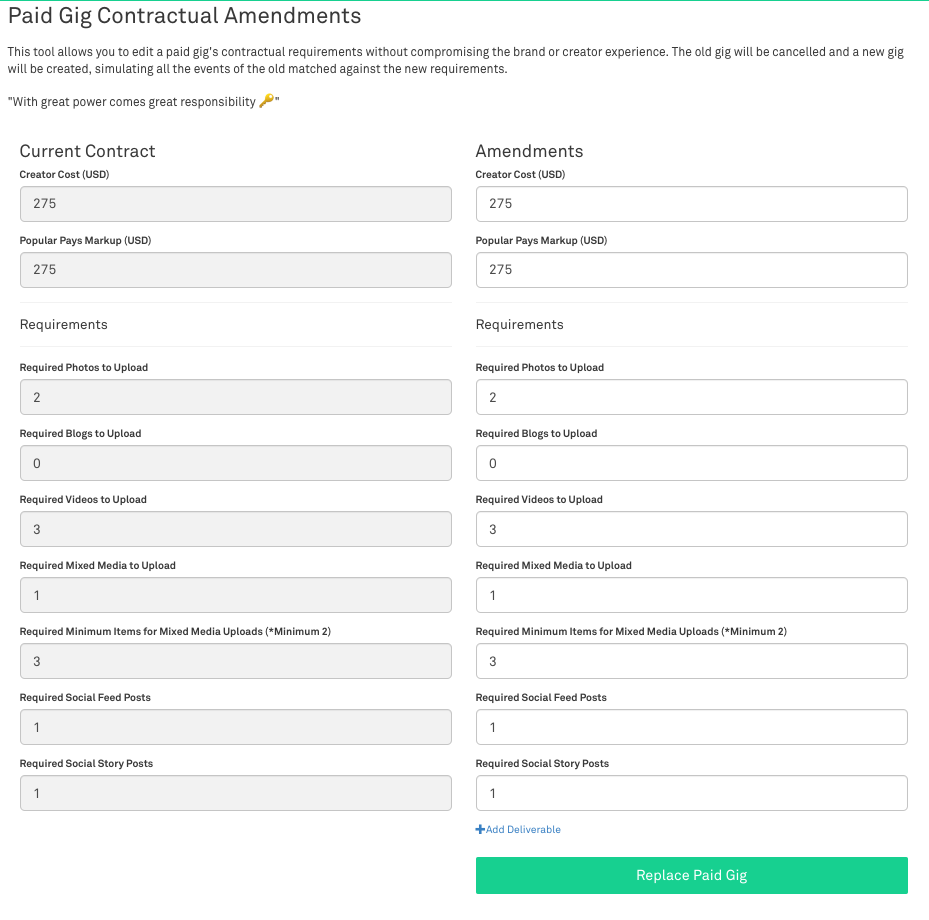 Paid Gig Contractual Amendments
This tool allows you to edit a paid gig's contractual requirements without compromising the brand or creator experience. The old gig will be cancelled and a new gig
will be created, simulating all the events of the old matched against the new requirements.
"With great power comes great responsibility 🔑"
Current Contract
Creator Cost (USD)
275
Popular Pays Markup (USD)
275
Requirements
Required Photos to Upload
2
Required Blogs to Upload
0
Required Videos to Upload
3
Required Mixed Media to Upload
1
Required Minimum Items for Mixed Media Uploads (*Minimum 2)
3
Required Social Feed Posts
1
Required Social Story Posts
1
Amendments
Creator Cost (USD)
275
Popular Pays Markup (USD)
275
Requirements
Required Photos to Upload
2
Required Blogs to Upload
0
Required Videos to Upload
3
Required Mixed Media to Upload
1
Required Minimum Items for Mixed Media Uploads (*Minimum 2)
3
Required Social Feed Posts
1
Required Social Story Posts
1
+Add Deliverable
Replace Paid Gig